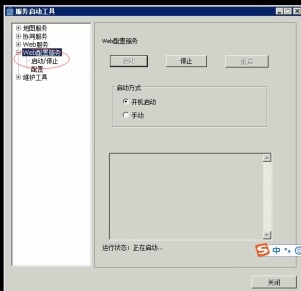 服务启动工具
地图服务
协同服务
Web服务
Web配置服务
启动/停止
配置
维护工具
Web配置服务
启动
停止
重启
启动方式
开机启动
手动
运行状态: 正在启动...
中
关闭